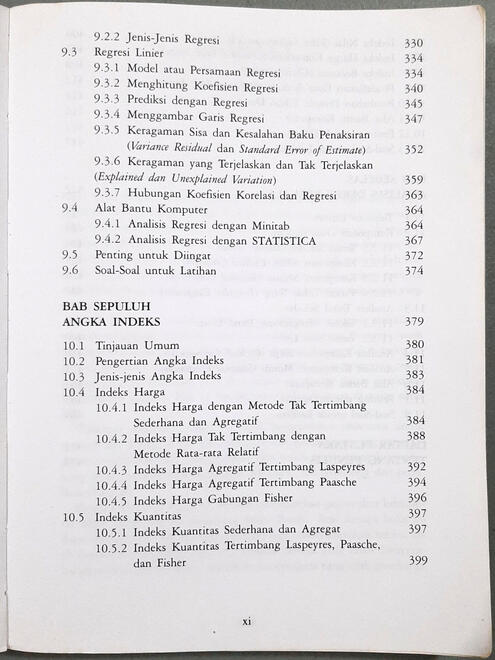 9.2.2 Jenis-Jenis Regresi 330
9.3 Regresi Linier 334
9.3.1 Model atau Persamaan Regresi 334
9.3.2 Menghitung Koefisien Regresi 340
9.3.3 Prediksi dengan Regresi 345
9.3.4 Menggambar Garis Regresi 347
9.3.5 Keragaman Sisa dan Kesalahan Baku Penaksiran
(Variance Residual dan Standard Error of Estimate) 352
9.3.6 Keragaman yang Terjelaskan dan Tak Terjelaskan
(Explained dan Unexplained Variation) 359
9.3.7 Hubungan Koefisien Korelasi dan Regresi 363
9.4 Alat Bantu Komputer 364
9.4.1 Analisis Regresi dengan Minitab 364
9.4.2 Analisis Regresi dengan STATISTICA 367
9.5 Penting untuk Diingat 372
9.6 Soal-Soal untuk Latihan 374
BAB SEPULUH
ANGKA INDEKS 379
10.1 Tinjauan Umum 380
10.2 Pengertian Angka Indeks 381
10.3 Jenis-jenis Angka Indeks 383
10.4 Indeks Harga 384
10.4.1 Indeks Harga dengan Metode Tak Tertimbang
Sederhana dan Agregatif 384
10.4.2 Indeks Harga Tak Tertimbang dengan 388
Metode Rata-rata Relatif
10.4.3 Indeks Harga Agregatif Tertimbang Laspeyres 392
10.4.4 Indeks Harga Agregatif Tertimbang Paasche 394
10.4.5 Indeks Harga Gabungan Fisher 396
10.5 Indeks Kuantitas 397
10.5.1 Indeks Kuantitas Sederhana dan Agregat 397
10.5.2 Indeks Kuantitas Tertimbang Laspeyres, Paasche,
dan Fisher 399
xi